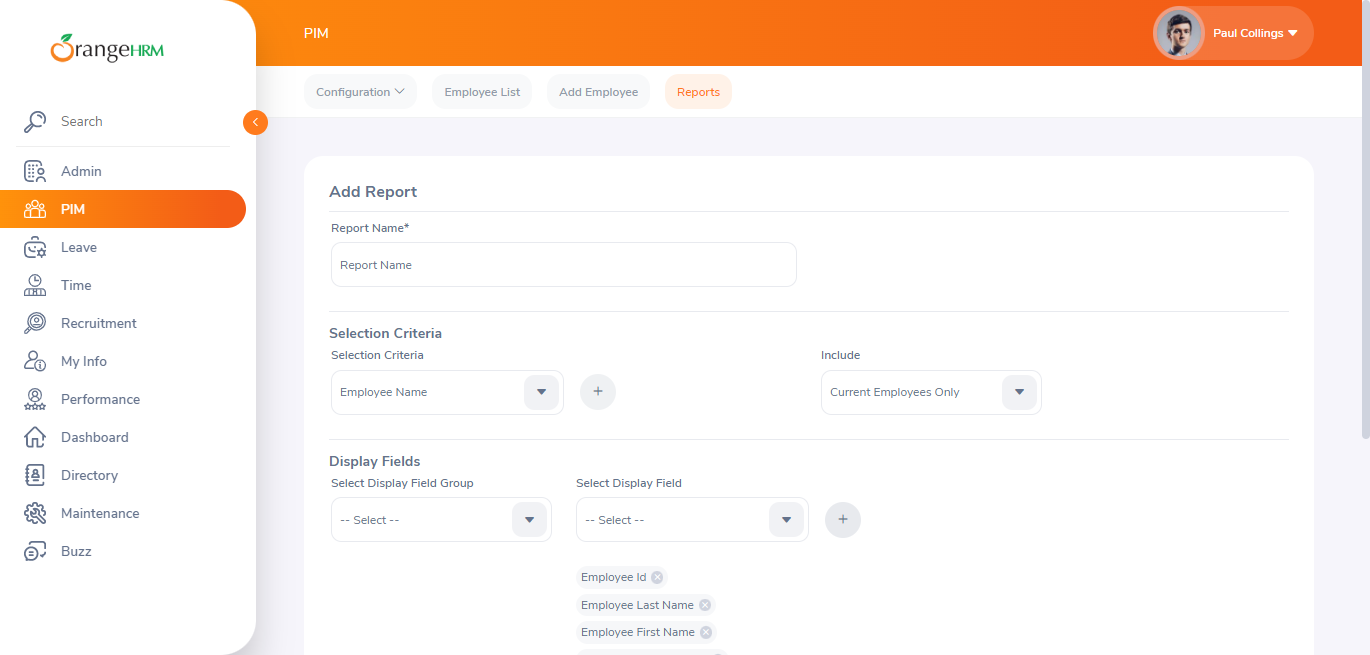 OrangeHRM
PIM
Paul Collings
Configuration
Employee List
Add Employee
Reports
Search
Admin
PIM
Leave
Time
Recruitment
My Info
Performance
Dashboard
Directory
Maintenance
Buzz
Add Report
Report Name*
Report Name
Selection Criteria
Selection Criteria
Include
Employee Name
+
Current Employees Only
Display Fields
Select Display Field Group
Select Display Field
-- Select --
-- Select --
+
Employee Id
Employee Last Name
Employee First Name